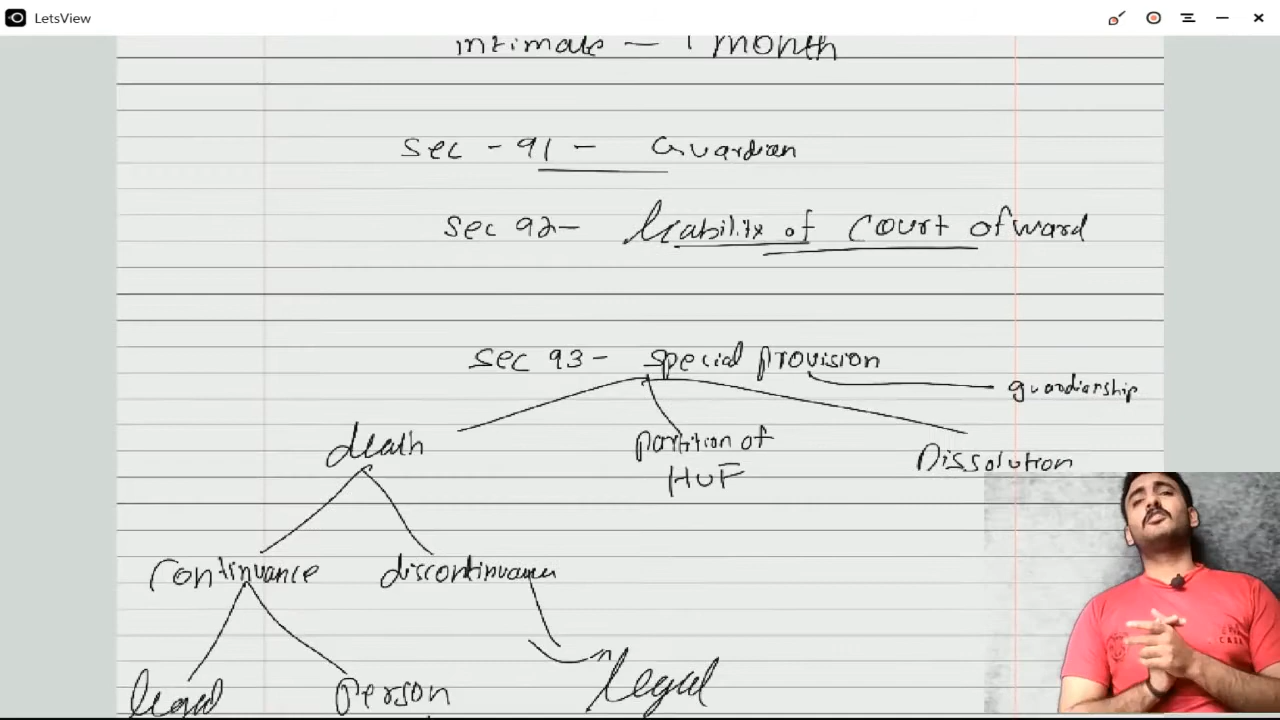 LetsView
intimate - 1 month
Sec - 91 - Guardian
Sec 92 - liability of Court of ward
Sec 93 - special provision
guardianship
death
partition of
HUF
Dissolution
Continuance
discontinuance
legal
person
legal